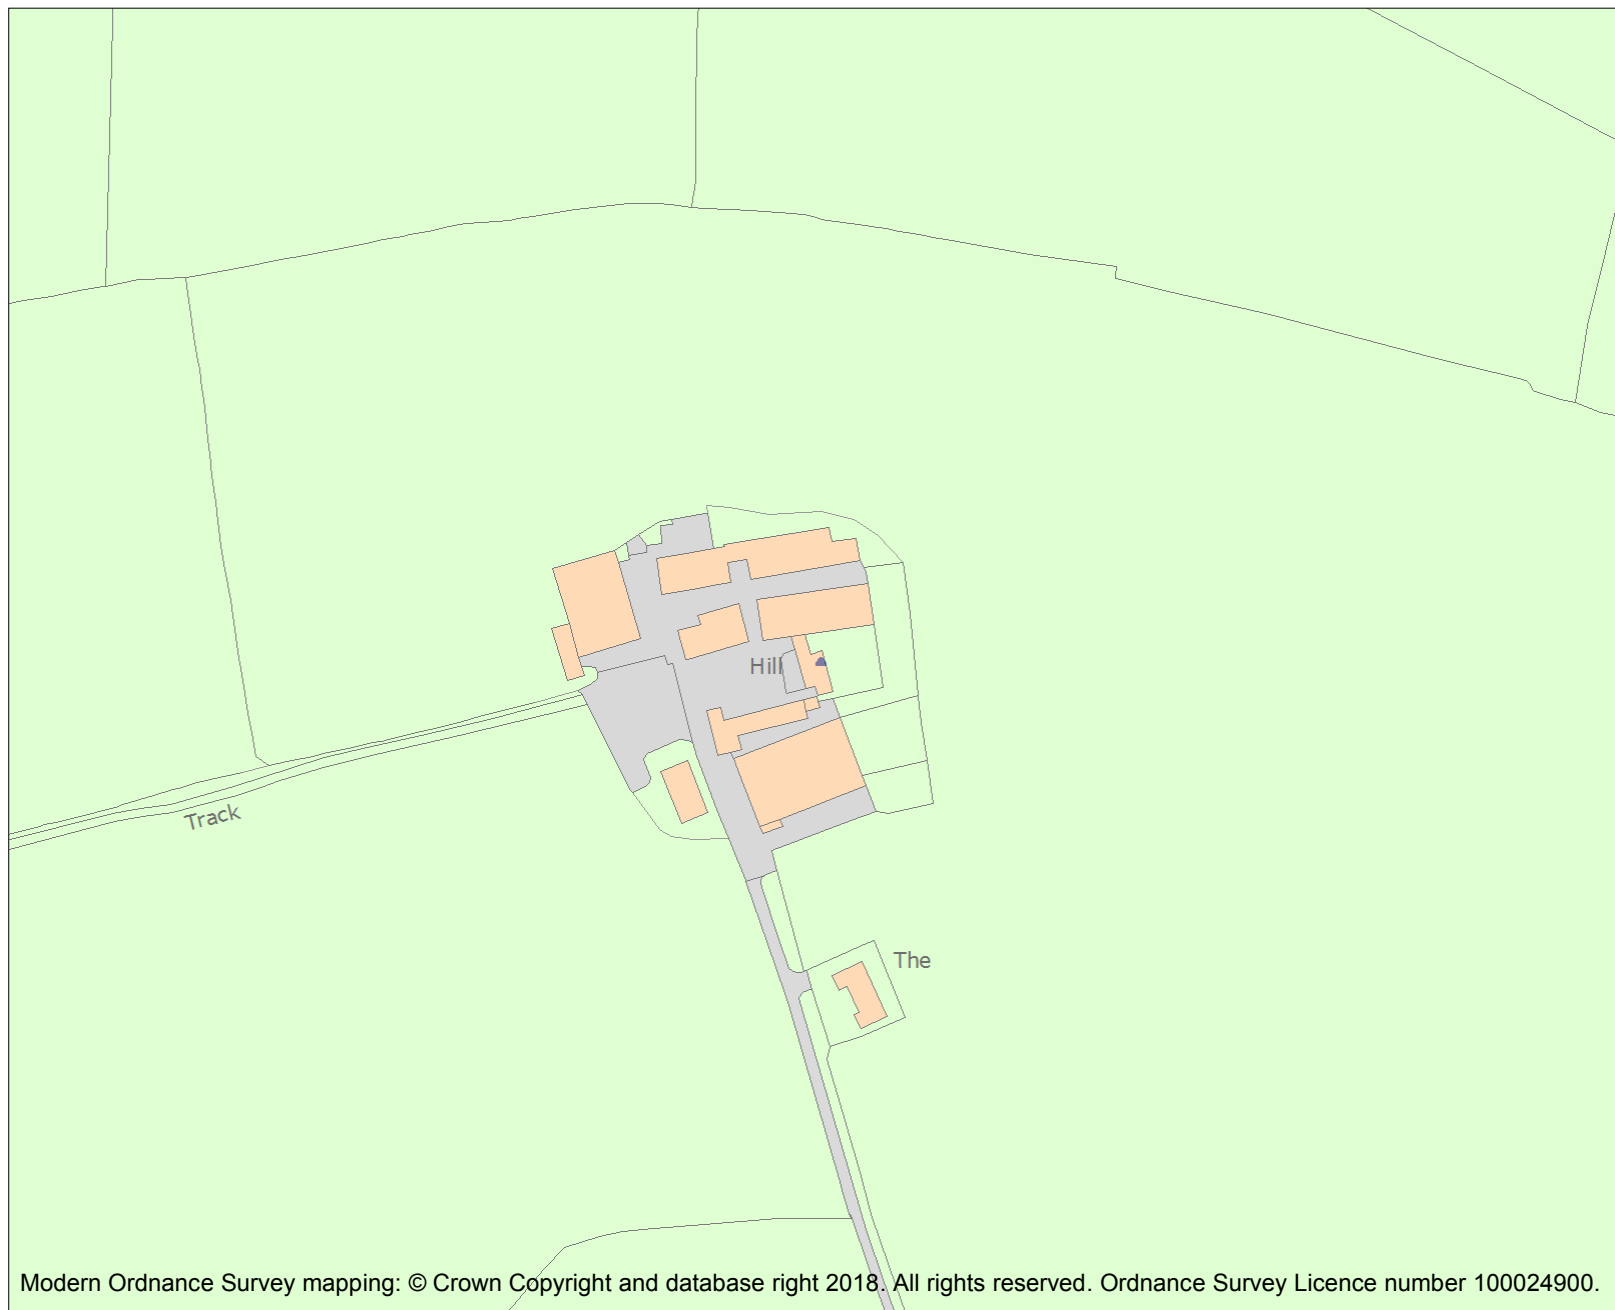 Hill
Track
The
Modern Ordnance Survey mapping: © Crown Copyright and database right 2018. All rights reserved. Ordnance Survey Licence number 100024900.